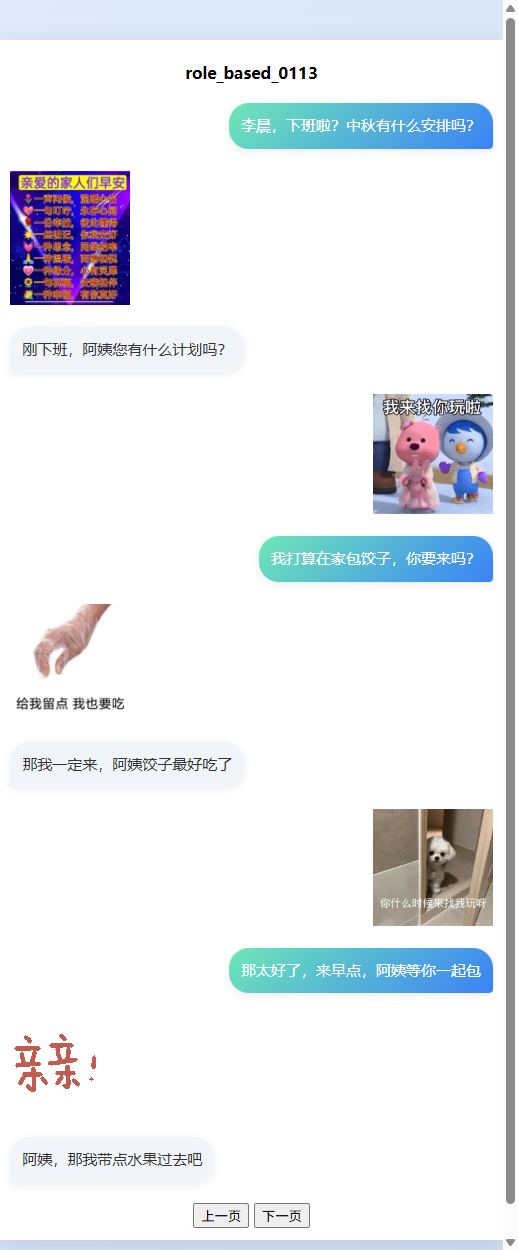 role_based_0113
李晨，下班啦？中秋有什么安排吗？
亲爱的家人们早安
刚下班，阿姨您有什么计划吗？
我来找你玩啦
我打算在家包饺子，你要来吗？
给我留点 我也要吃
那我一定来，阿姨饺子最好吃了
你什么时候来找我玩呀
那太好了，来早点，阿姨等你一起包
亲亲！
阿姨，那我带点水果过去吧
上一页 下一页